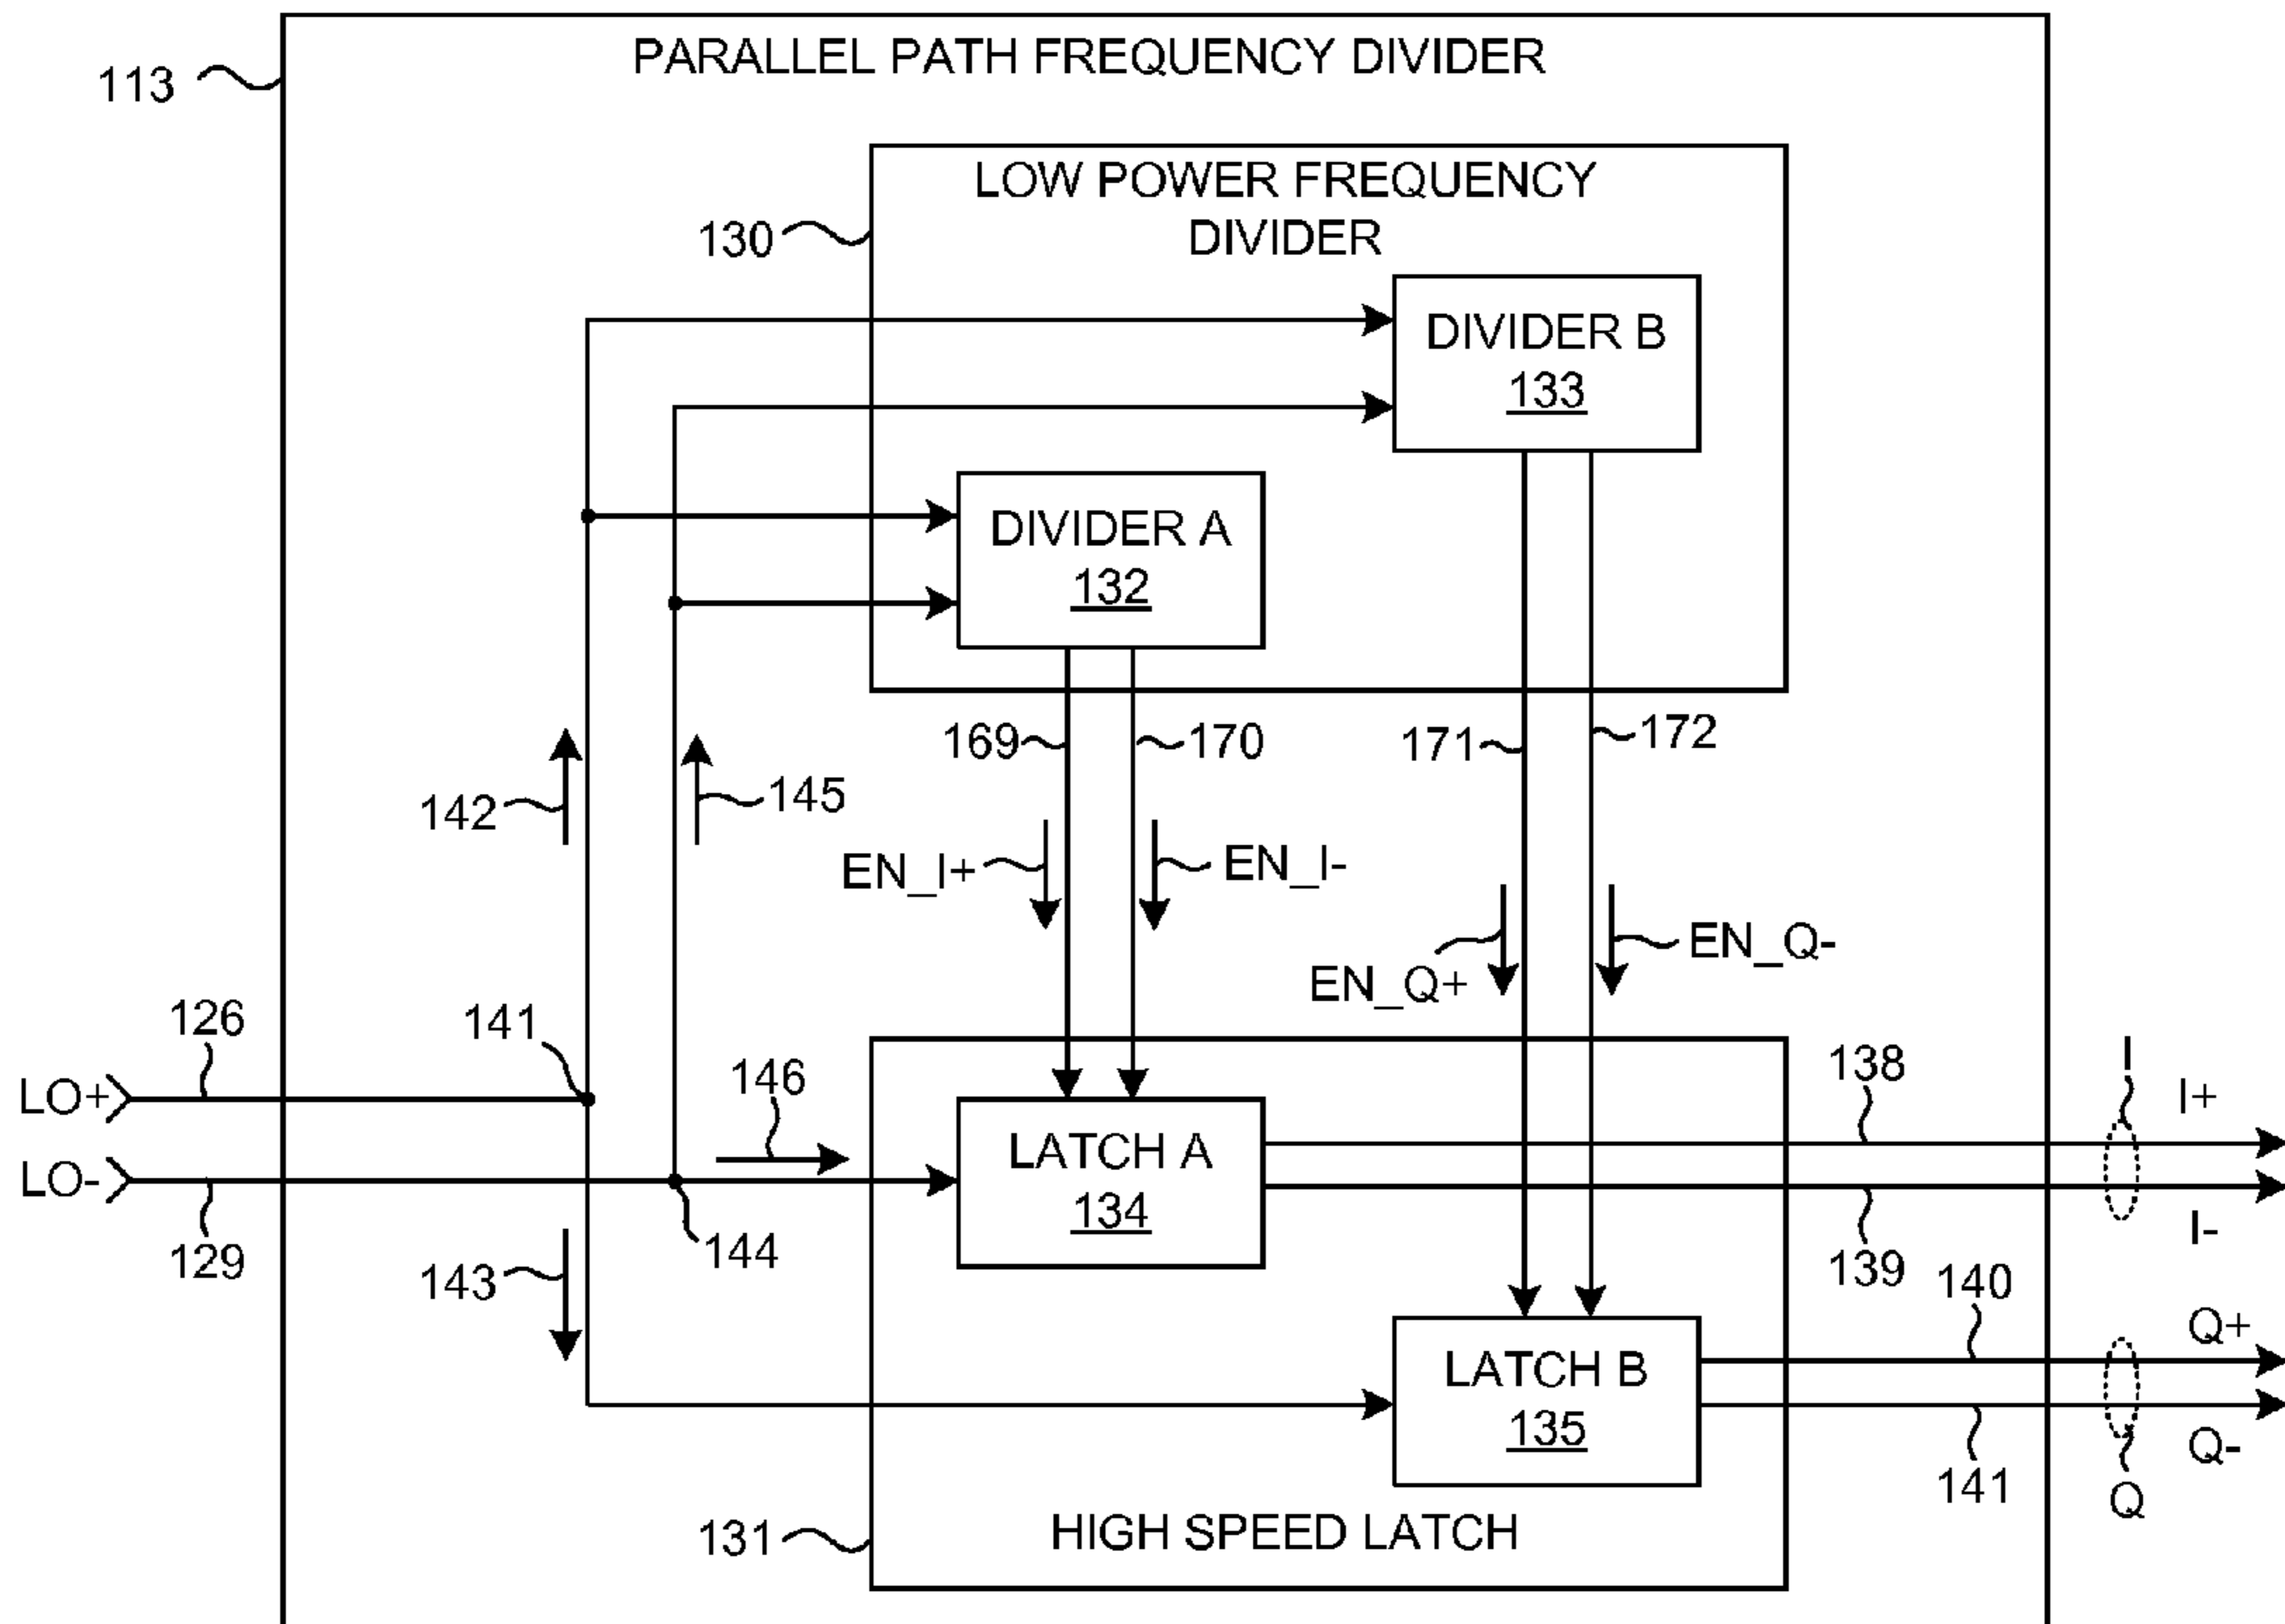 PARALLEL PATH FREQUENCY DIVIDER
113
LOW POWER FREQUENCY
DIVIDER
130
DIVIDER B
133
DIVIDER A
132
169
170
171
172
142
145
EN_I+
EN_I-
EN_Q+
EN_Q-
126
141
146
138
I
I+
LO+
LO-
LATCH A
134
129
144
139
I-
143
140
Q+
LATCH B
135
Q-
141
Q
131
HIGH SPEED LATCH